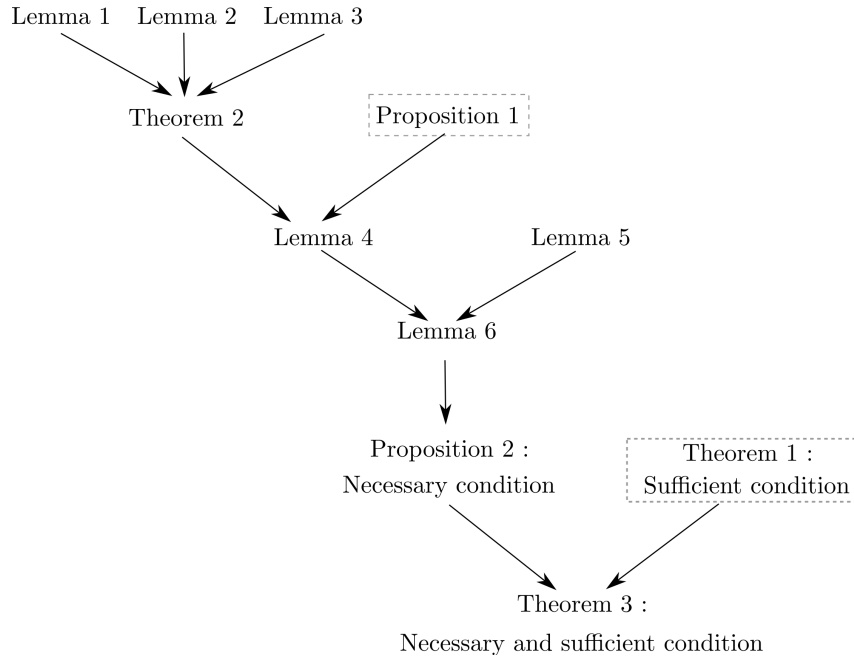 Lemma 1 Lemma 2 Lemma 3
Theorem 2
Proposition 1
Lemma 4
Lemma 5
Lemma 6
Proposition 2 :
Necessary condition
Theorem 1 :
Sufficient condition
Theorem 3 :
Necessary and sufficient condition